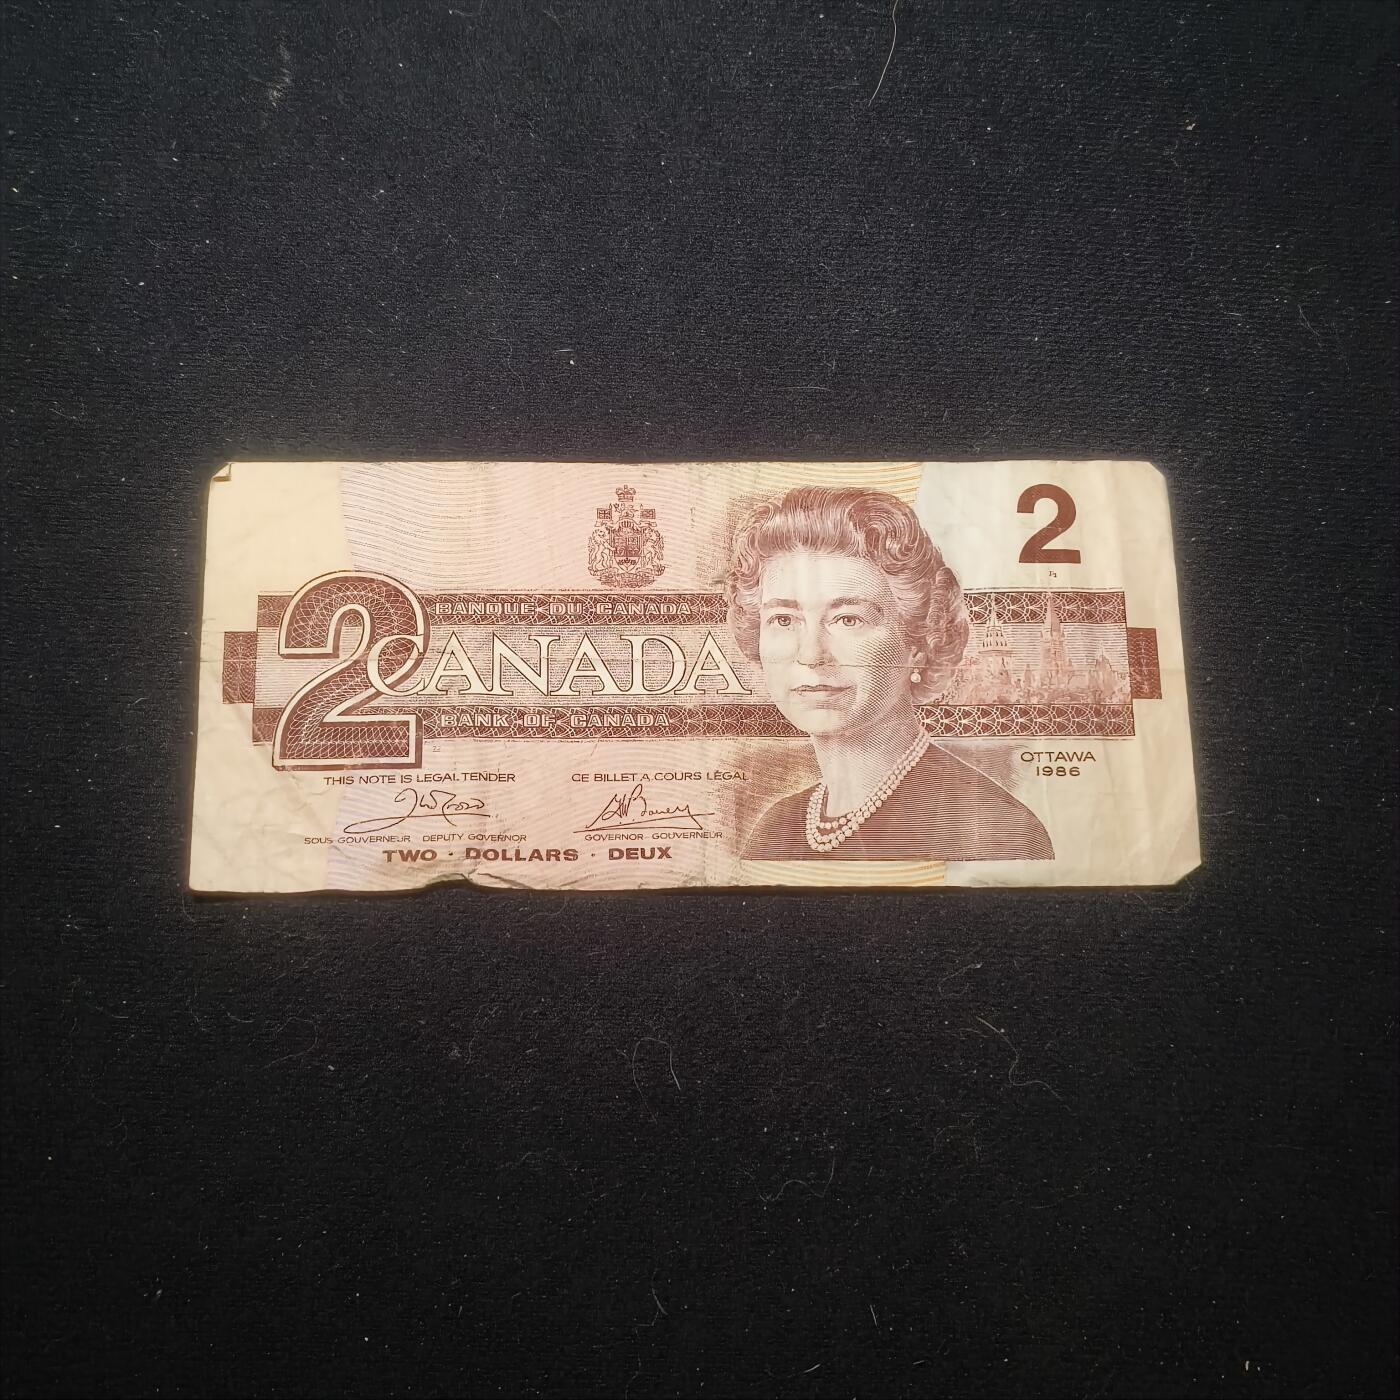 2
BANQUE DU CANADA
2
CANADA
BANK OF CANADA
OTTAWA
1986
THIS NOTE IS LEGAL TENDER
CE BILLET A COURS LÉGAL
SOUS-GOUVERNEUR DEPUTY GOVERNOR
GOVERNOR - GOUVERNEUR
TWO · DOLLARS · DEUX